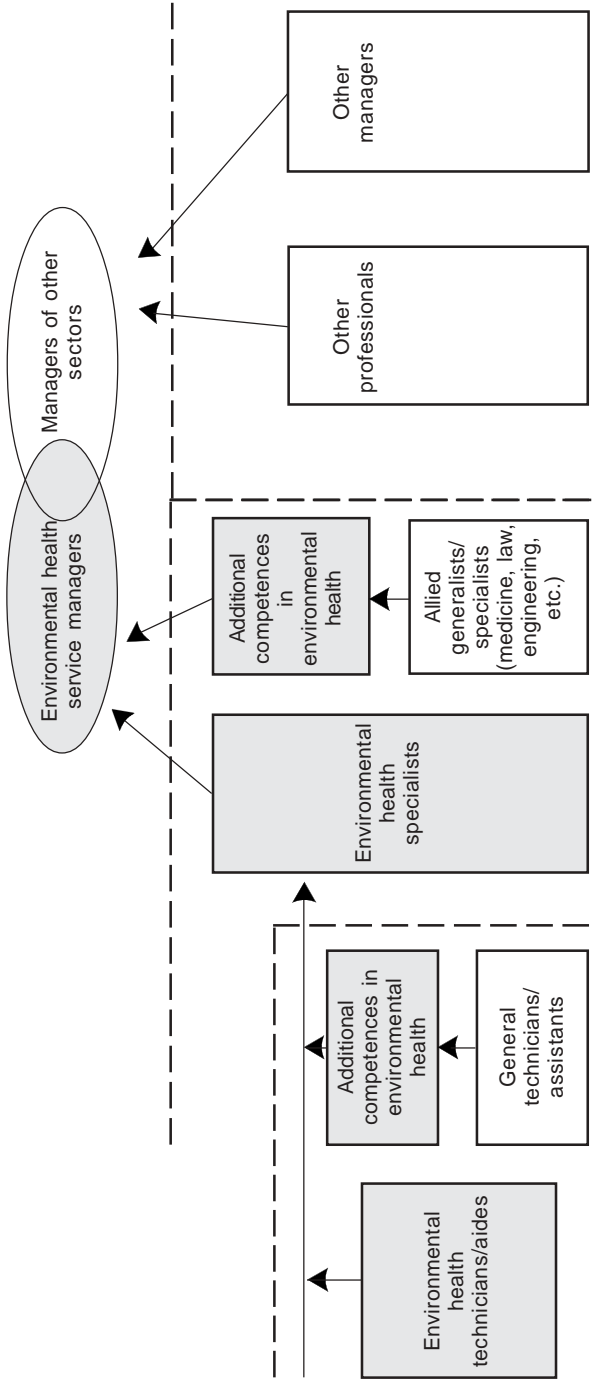 Environmental health
service managers
Managers of other
sectors
Environmental
health
technicians/aides
Additional
competences in
environmental
health
General
technicians/
assistants
Environmental
health
specialists
Additional
competences
in
environmental
health
Allied
generalists/
specialists
(medicine, law,
engineering,
etc.)
Other
professionals
Other
managers